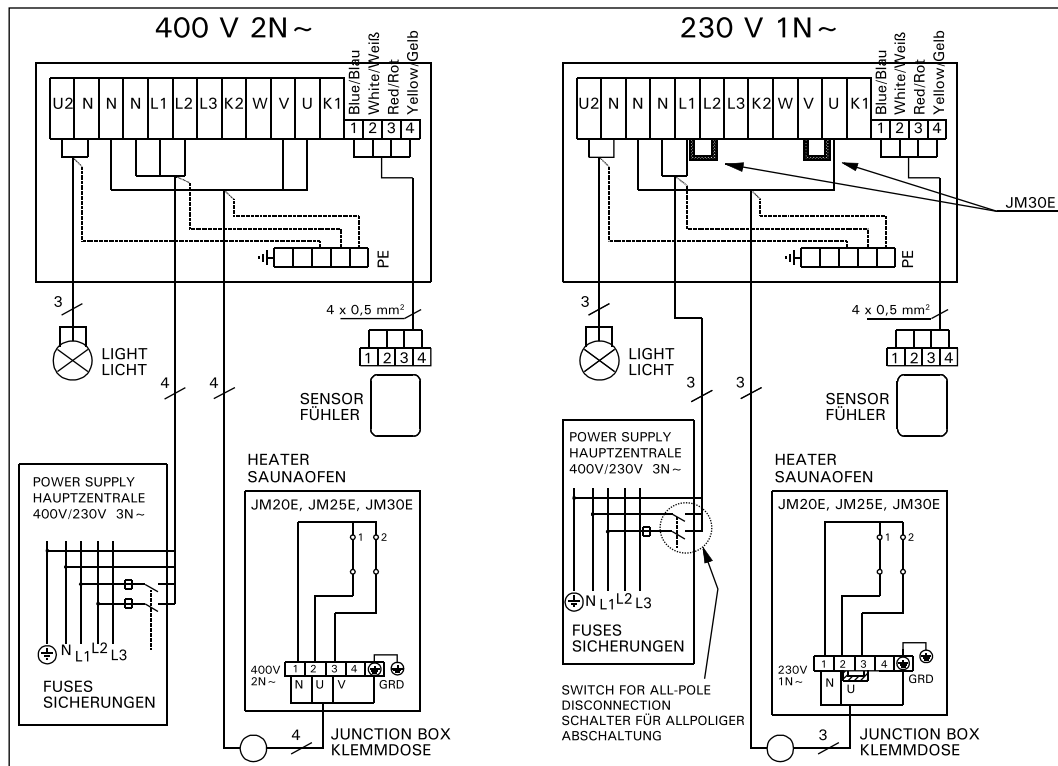 400 V 2N~
U2 N N N L1 L2 L3 K2 W V U K1
Blue/Blau
White/Weiß
Red/Rot
Yellow/Gelb
1 2 3 4
PE
3
LIGHT
LICHT
4
4
4 x 0,5 mm²
1 2 3 4
SENSOR
FÜHLER
POWER SUPPLY
HAUPTZENTRALE
400V/230V 3N~
N L1 L2 L3
FUSES
SICHERUNGEN
HEATER
SAUNAOFEN
JM20E, JM25E, JM30E
1 2
400V
2N~
1 2 3 4
N U V
GRD
4
JUNCTION BOX
KLEMMDOSE
230 V 1N~
U2 N N N L1 L2 L3 K2 W V U K1
Blue/Blau
White/Weiß
Red/Rot
Yellow/Gelb
1 2 3 4
JM30E
PE
3
LIGHT
LICHT
3
3
4 x 0,5 mm²
1 2 3 4
SENSOR
FÜHLER
POWER SUPPLY
HAUPTZENTRALE
400V/230V 3N~
N L1 L2 L3
FUSES
SICHERUNGEN
SWITCH FOR ALL-POLE
DISCONNECTION
SCHALTER FÜR ALLPOLIGER
ABSCHALTUNG
HEATER
SAUNAOFEN
JM20E, JM25E, JM30E
1 2
230V
1N~
1 2 3 4
N U
GRD
3
JUNCTION BOX
KLEMMDOSE